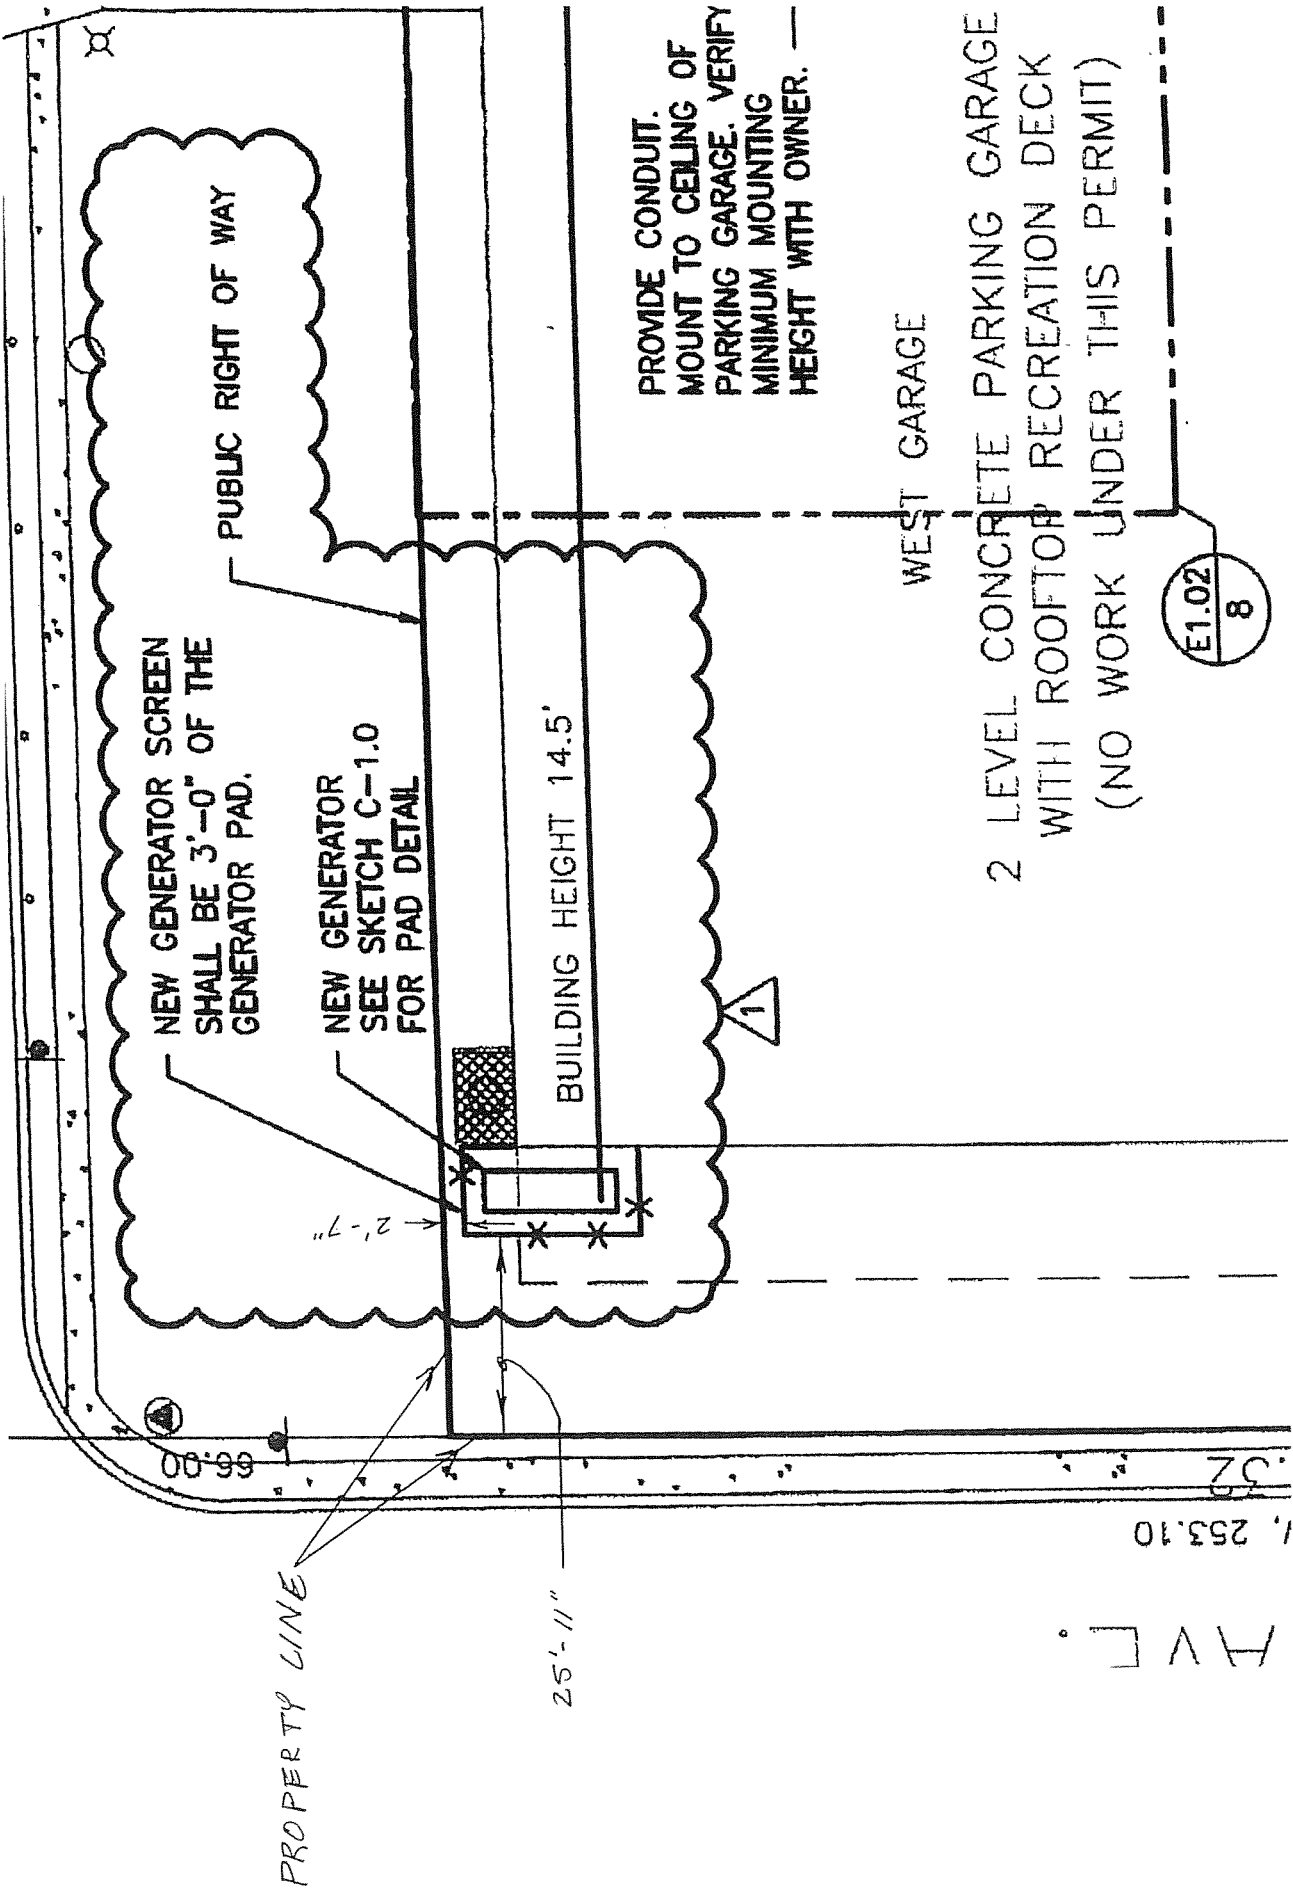 NEW GENERATOR SCREEN
SHALL BE 3'-0" OF THE
GENERATOR PAD.
PUBLIC RIGHT OF WAY
NEW GENERATOR
SEE SKETCH C-1.0
FOR PAD DETAIL
2'-7"
BUILDING HEIGHT 14.5'
1
PROVIDE CONDUIT.
MOUNT TO CEILING OF
PARKING GARAGE. VERIFY
MINIMUM MOUNTING
HEIGHT WITH OWNER.
WEST GARAGE
2 LEVEL CONCRETE PARKING GARAGE
WITH ROOFTOP RECREATION DECK
(NO WORK UNDER THIS PERMIT)
E1.02
8
PROPERTY LINE
25'-11"
66.00
.32
253.10
AVE.